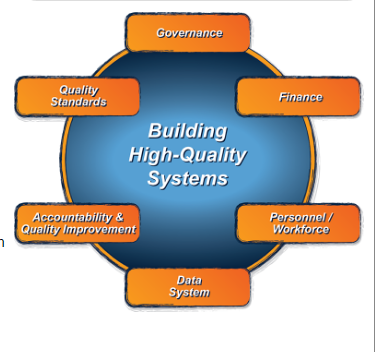 Governance
Quality
Standards
Finance
Building
High-Quality
Systems
Accountability &
Quality Improvement
Personnel /
Workforce
Data
System